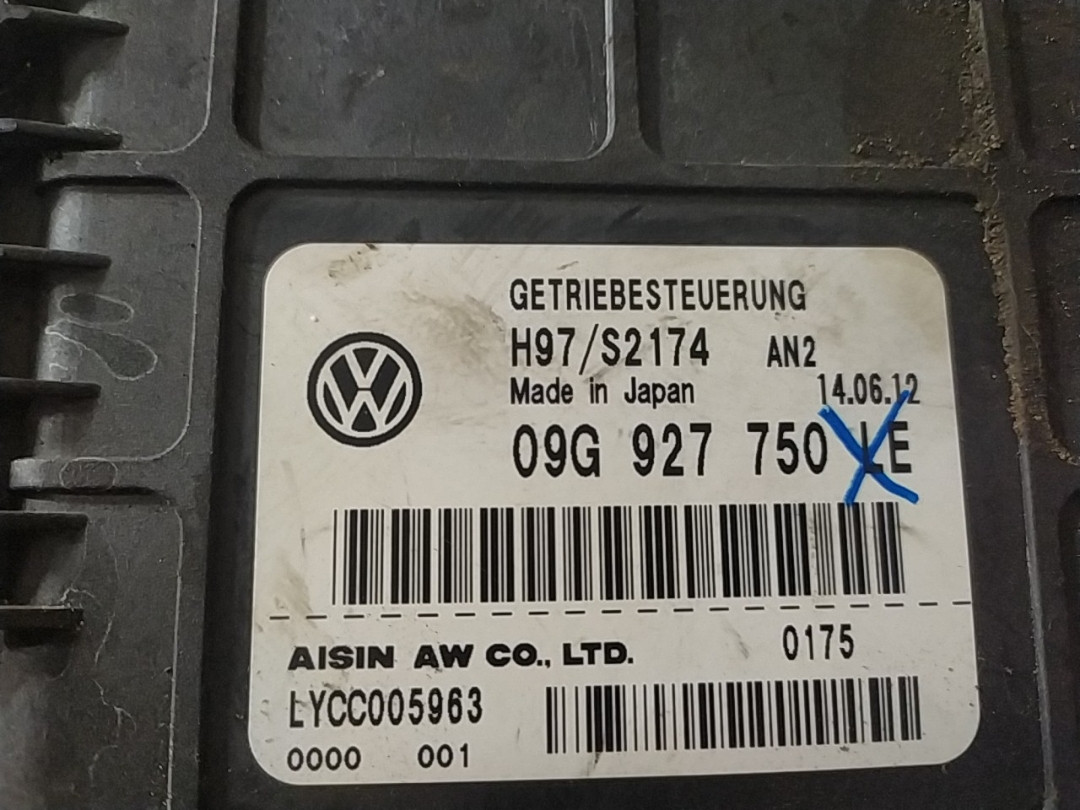 GETRIEBESTEUERUNG
H97/S2174 AN2
Made in Japan 14.06.12
09G 927 750 LE
AISIN AW CO., LTD. 0175
LYCC005963
0000 001